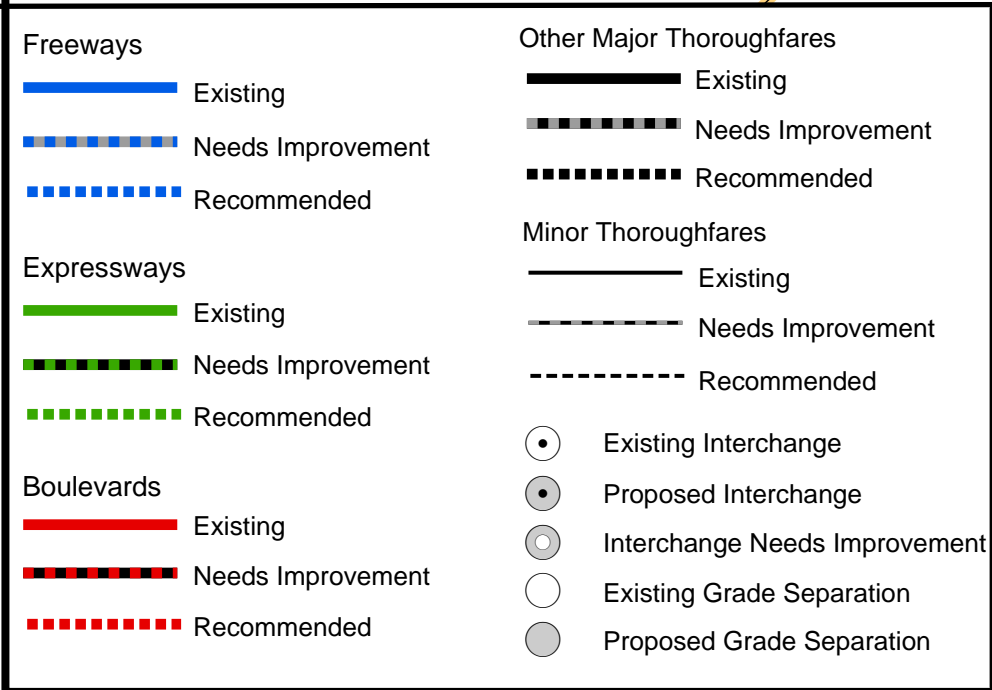 Freeways
Existing
Needs Improvement
Recommended
Expressways
Existing
Needs Improvement
Recommended
Boulevards
Existing
Needs Improvement
Recommended
Other Major Thoroughfares
Existing
Needs Improvement
Recommended
Minor Thoroughfares
Existing
Needs Improvement
Recommended
Existing Interchange
Proposed Interchange
Interchange Needs Improvement
Existing Grade Separation
Proposed Grade Separation